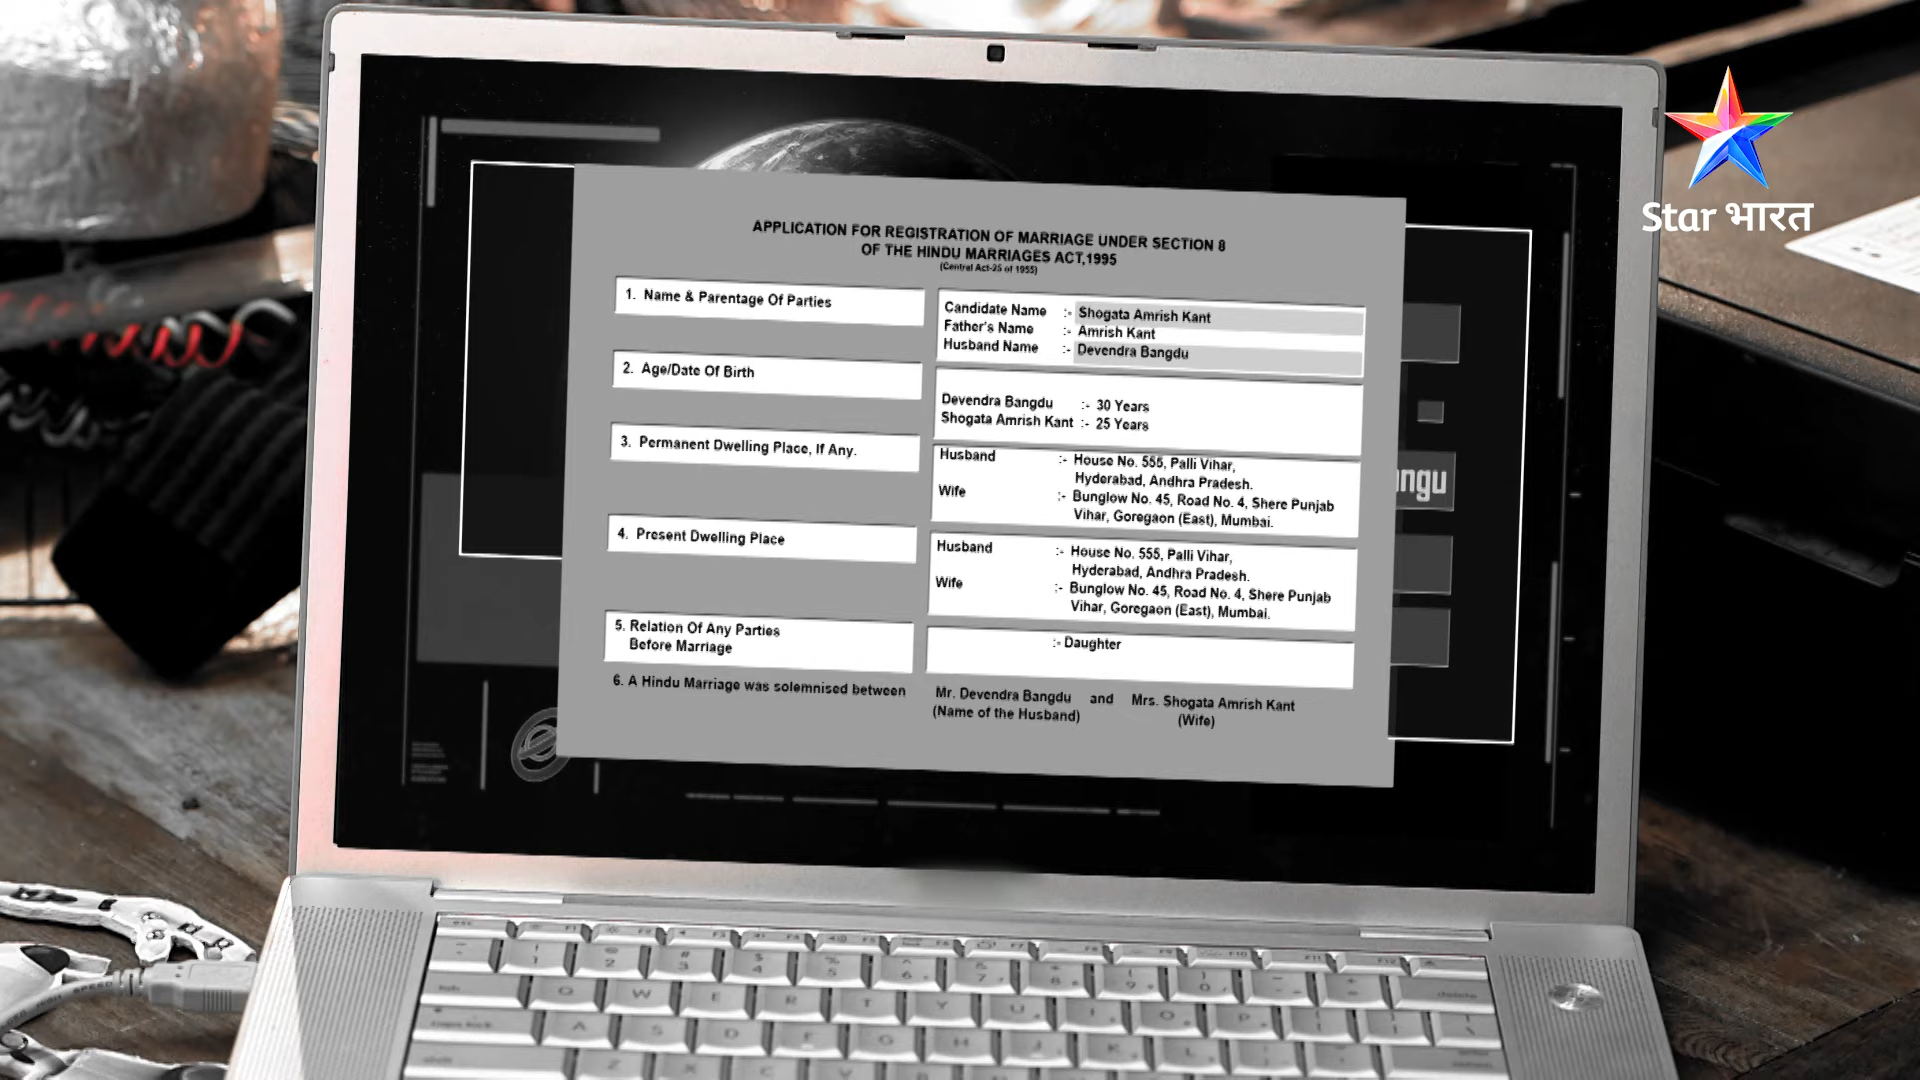 Star भारत
APPLICATION FOR REGISTRATION OF MARRIAGE UNDER SECTION 8
OF THE HINDU MARRIAGES ACT,1995
(Central Act-25 of 1955)
1. Name & Parentage Of Parties
Candidate Name :- Shogata Amrish Kant
Father's Name :- Amrish Kant
Husband Name :- Devendra Bangdu
2. Age/Date Of Birth
Devendra Bangdu :- 30 Years
Shogata Amrish Kant :- 25 Years
3. Permanent Dwelling Place, If Any.
Husband :- House No. 555, Palli Vihar,
Hyderabad, Andhra Pradesh.
Wife :- Bunglow No. 45, Road No. 4, Shere Punjab
Vihar, Goregaon (East), Mumbai.
4. Present Dwelling Place
Husband :- House No. 555, Palli Vihar,
Hyderabad, Andhra Pradesh.
Wife :- Bunglow No. 45, Road No. 4, Shere Punjab
Vihar, Goregaon (East), Mumbai.
5. Relation Of Any Parties
Before Marriage
:- Daughter
6. A Hindu Marriage was solemnised between Mr. Devendra Bangdu and Mrs. Shogata Amrish Kant
(Name of the Husband) (Wife)
ngu